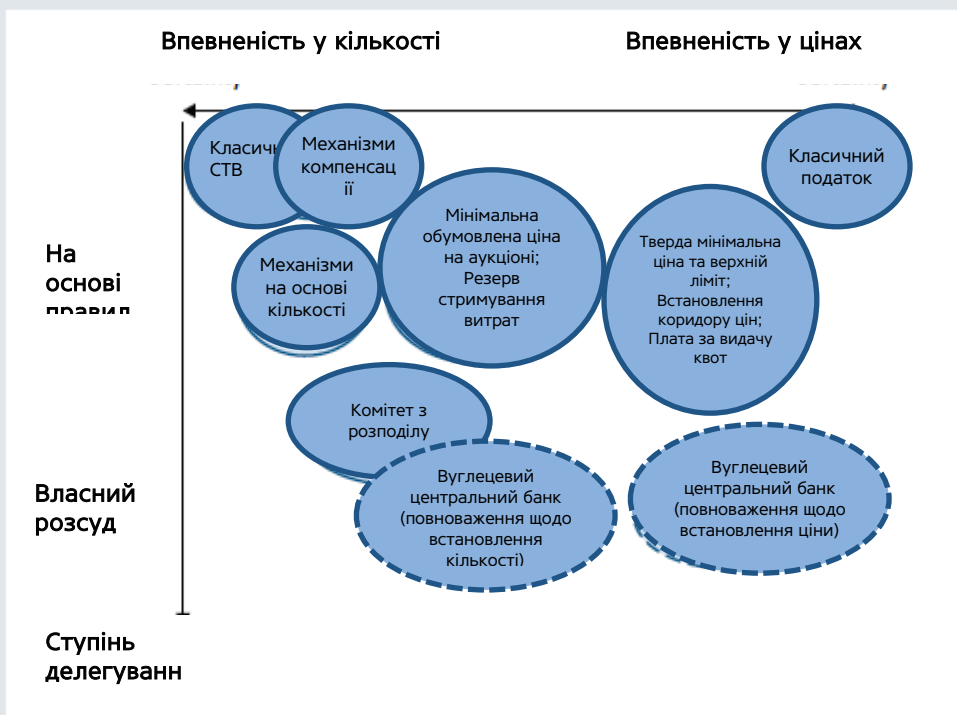 Впевненість у кількості
Впевненість у цінах
Класичн
СТВ
Механізми
компенсац
ії
Класичний
податок
Мінімальна
обумовлена ціна
на аукціоні;
Резерв
стримування
витрат
Тверда мінімальна
ціна та верхній
ліміт;
Встановлення
коридору цін;
Плата за видачу
квот
На
основі
правил
Механізми
на основі
кількості
Комітет з
розподілу
Вуглецевий
центральний банк
(повноваження щодо
встановлення
кількості)
Вуглецевий
центральний банк
(повноваження щодо
встановлення ціни)
Власний
розсуд
Ступінь
делегуванн